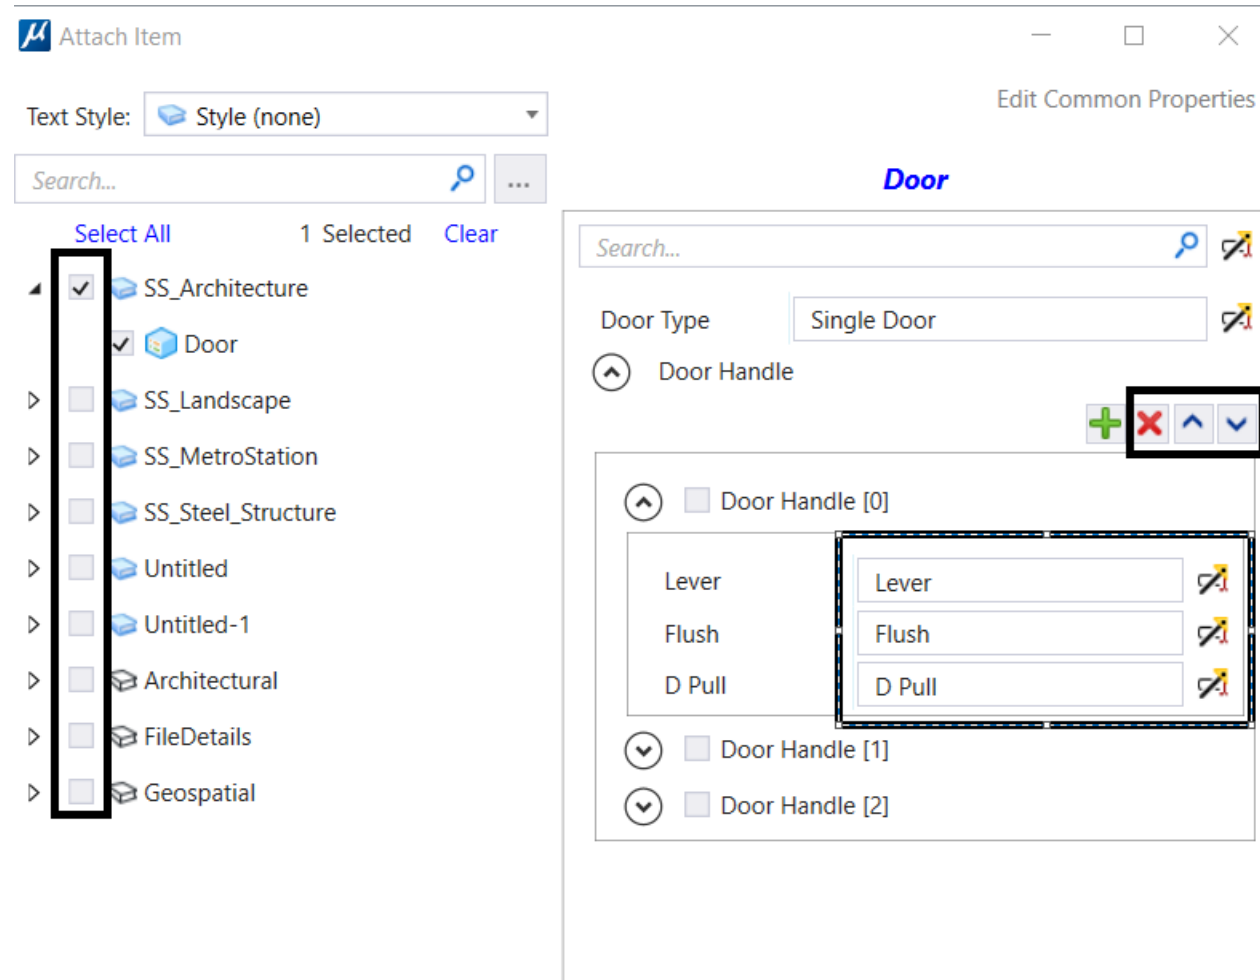 Attach Item
Edit Common Properties
Text Style: Style (none)
Search...
...
Select All 1 Selected Clear
SS_Architecture
Door
SS_Landscape
SS_MetroStation
SS_Steel_Structure
Untitled
Untitled-1
Architectural
FileDetails
Geospatial
Door
Search...
Door Type Single Door
Door Handle
Door Handle [0]
Lever Lever
Flush Flush
D Pull D Pull
Door Handle [1]
Door Handle [2]